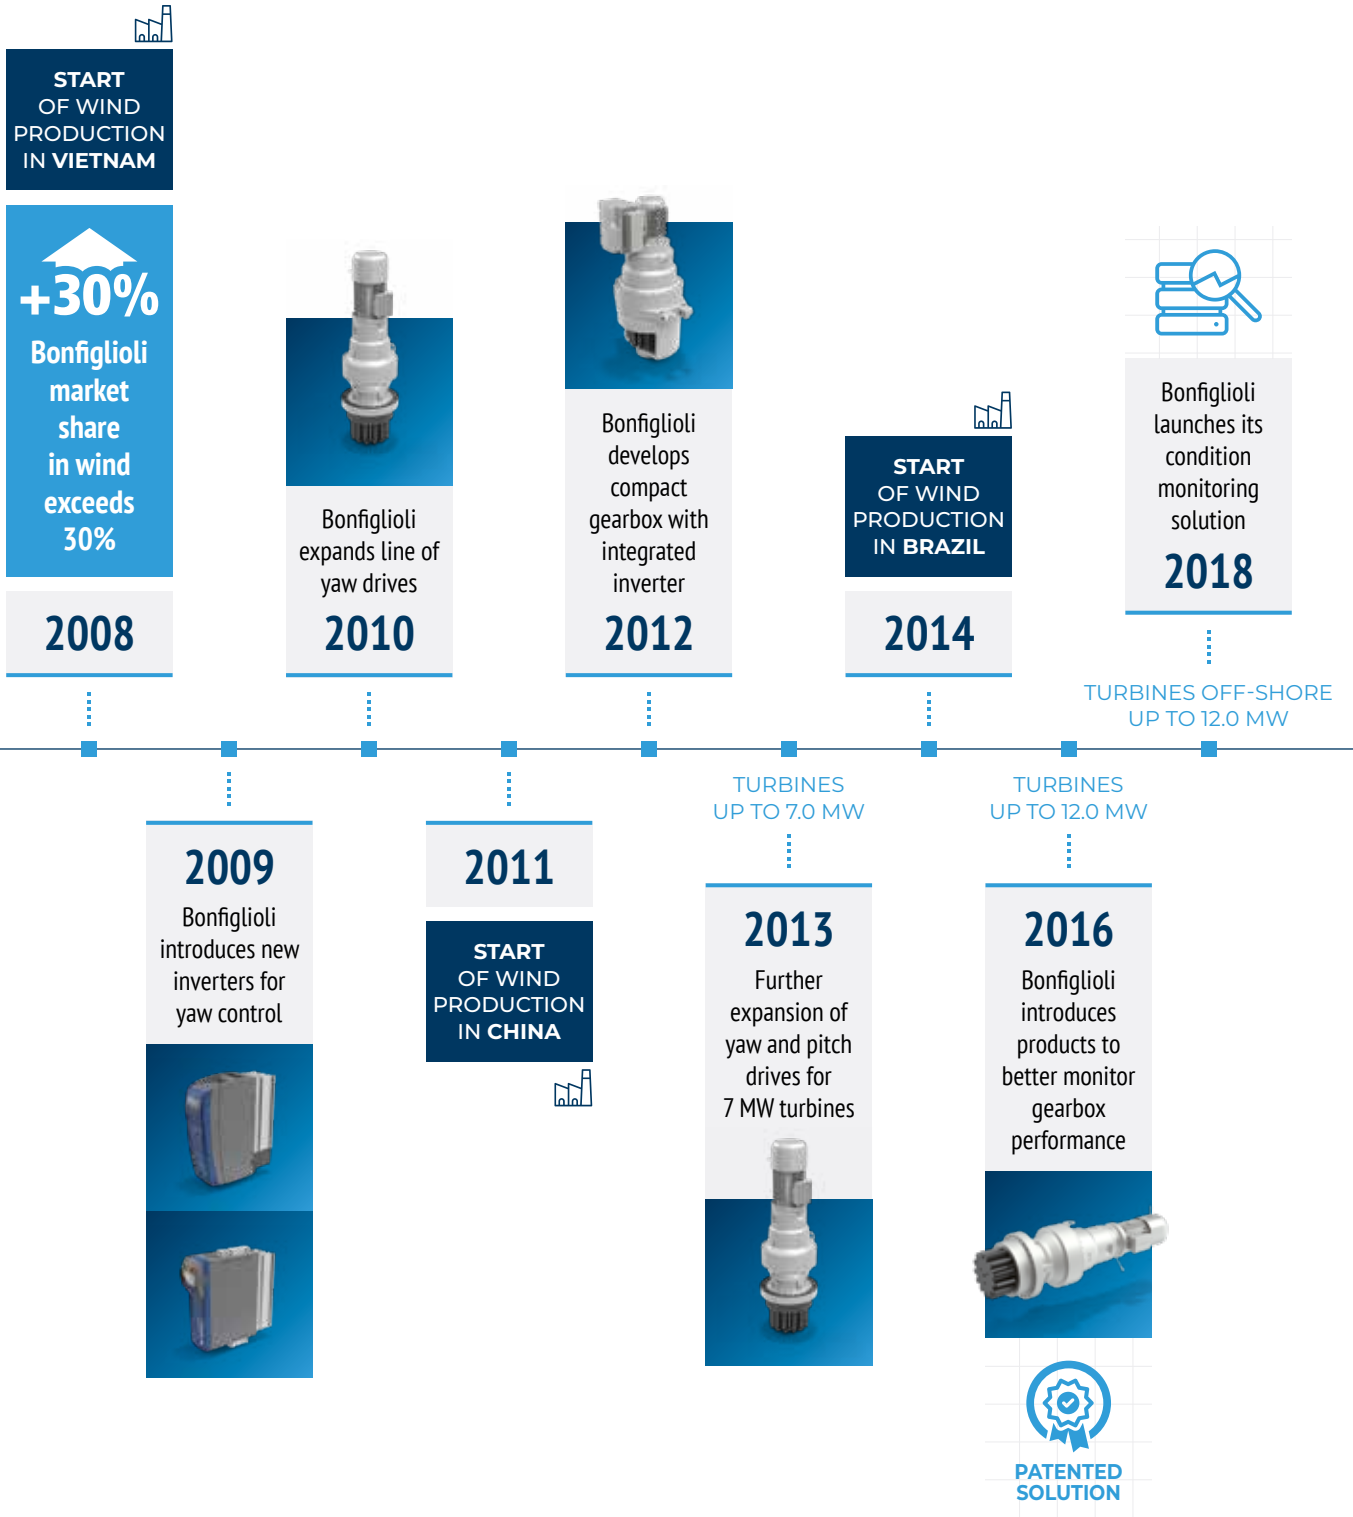 START
OF WIND
PRODUCTION
IN VIETNAM
+30%
Bonfiglioli
market
share
in wind
exceeds
30%
2008
2009
Bonfiglioli
introduces new
inverters for
yaw control
Bonfiglioli
expands line of
yaw drives
2010
2011
START
OF WIND
PRODUCTION
IN CHINA
Bonfiglioli
develops
compact
gearbox with
integrated
inverter
2012
TURBINES
UP TO 7.0 MW
2013
Further
expansion of
yaw and pitch
drives for
7 MW turbines
START
OF WIND
PRODUCTION
IN BRAZIL
2014
TURBINES
UP TO 12.0 MW
2016
Bonfiglioli
introduces
products to
better monitor
gearbox
performance
PATENTED
SOLUTION
Bonfiglioli
launches its
condition
monitoring
solution
2018
TURBINES OFF-SHORE
UP TO 12.0 MW